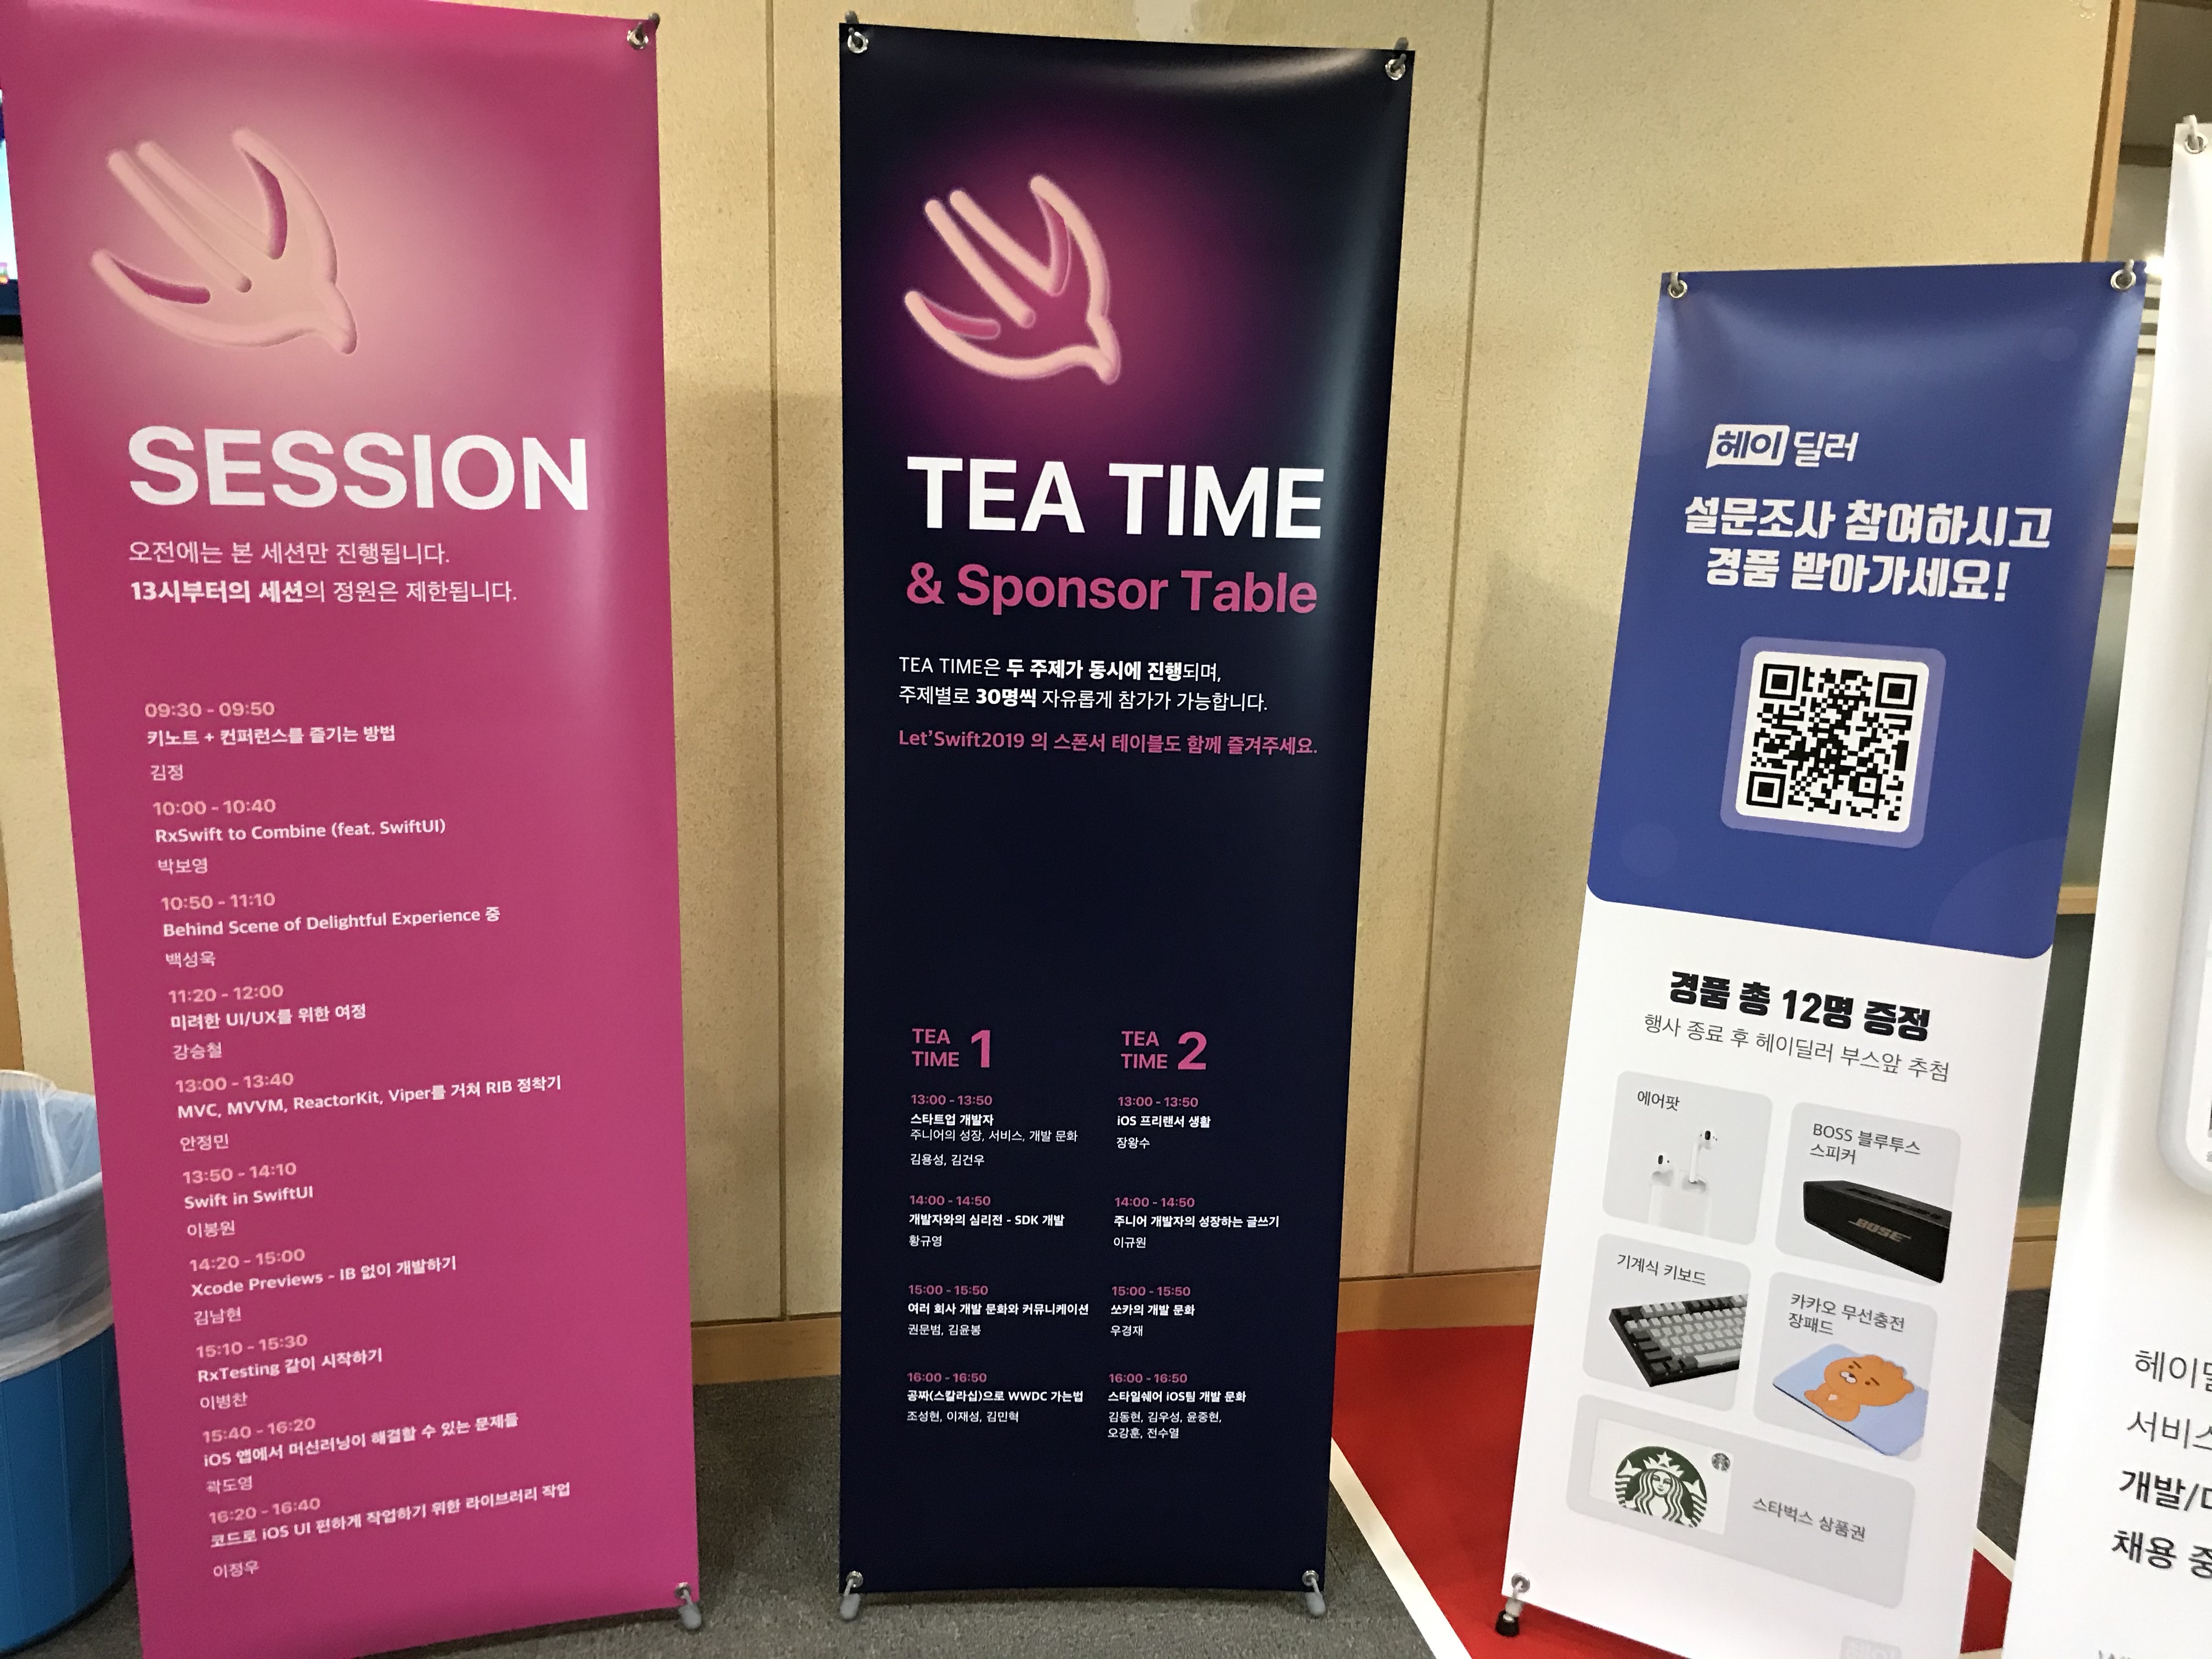 SESSION
오전에는 본 세션만 진행됩니다.
13시부터의 세션의 정원은 제한됩니다.
09:30 - 09:50
키노트 + 컨퍼런스를 즐기는 방법
김정
10:00 - 10:40
RxSwift to Combine (feat. SwiftUI)
박보영
10:50 - 11:10
Behind Scene of Delightful Experience 중
백성욱
11:20 - 12:00
미려한 UI/UX를 위한 여정
강승철
13:00 - 13:40
MVC, MVVM, ReactorKit, Viper를 거쳐 RIB 정착기
안정민
13:50 - 14:10
Swift in SwiftUI
이봉원
14:20 - 15:00
Xcode Previews - IB 없이 개발하기
김남현
15:10 - 15:30
RxTesting 같이 시작하기
이병찬
15:40 - 16:20
iOS 앱에서 머신러닝이 해결할 수 있는 문제들
곽도영
16:20 - 16:40
코드로 iOS UI 편하게 작업하기 위한 라이브러리 작업
이정우
TEA TIME
& Sponsor Table
TEA TIME은 두 주제가 동시에 진행되며,
주제별로 30명씩 자유롭게 참가가 가능합니다.
Let'Swift2019 의 스폰서 테이블도 함께 즐겨주세요.
TEA TIME 1
13:00 - 13:50
스타트업 개발자
주니어의 성장, 서비스, 개발 문화
김용성, 김건우
14:00 - 14:50
개발자와의 심리전 - SDK 개발
황규영
15:00 - 15:50
여러 회사 개발 문화와 커뮤니케이션
권문범, 김윤봉
16:00 - 16:50
공짜(스칼라십)으로 WWDC 가는법
조성현, 이재성, 김민혁
TEA TIME 2
13:00 - 13:50
iOS 프리랜서 생활
장왕수
14:00 - 14:50
주니어 개발자의 성장하는 글쓰기
이규원
15:00 - 15:50
쏘카의 개발 문화
우경재
16:00 - 16:50
스타일쉐어 iOS팀 개발 문화
김동현, 김우성, 윤중현,
오강훈, 전수열
헤이딜러
설문조사 참여하시고
경품 받아가세요!
경품 총 12명 증정
행사 종료 후 헤이딜러 부스앞 추첨
에어팟
BOSS 블루투스
스피커
BOSE
기계식 키보드
카카오 무선충전
장패드
스타벅스 상품권
헤이
서비스
개발/
채용